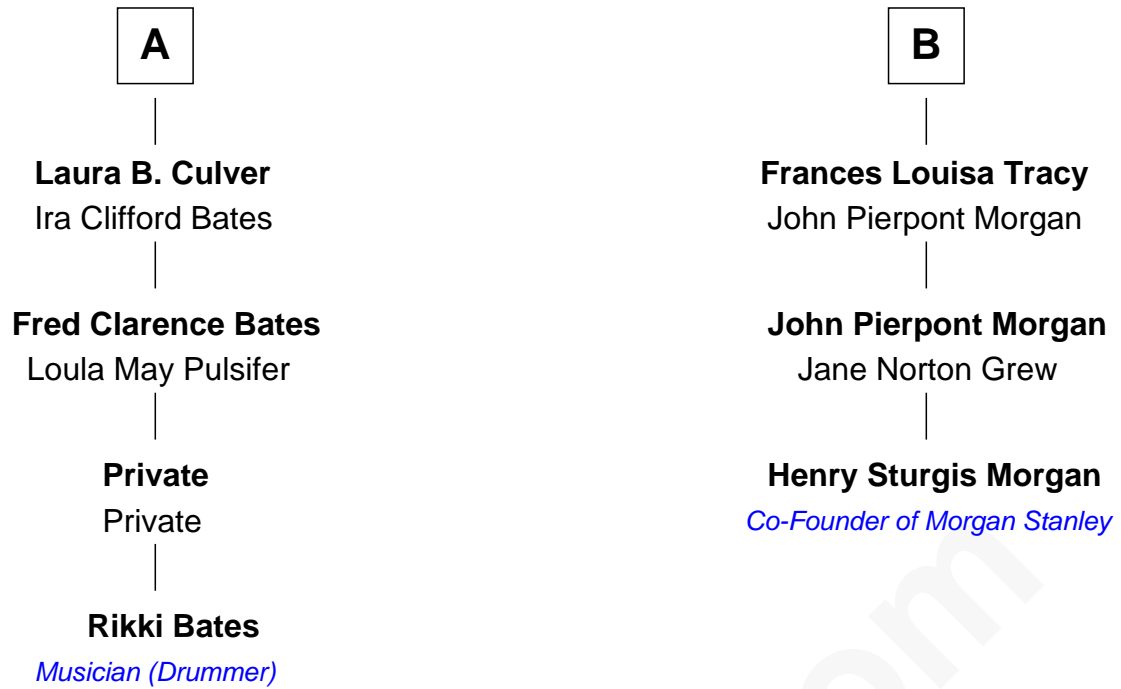 A
Laura B. Culver
Ira Clifford Bates
Fred Clarence Bates
Loula May Pulsifer
Private
Private
Rikki Bates
Musician (Drummer)
B
Frances Louisa Tracy
John Pierpont Morgan
John Pierpont Morgan
Jane Norton Grew
Henry Sturgis Morgan
Co-Founder of Morgan Stanley
om